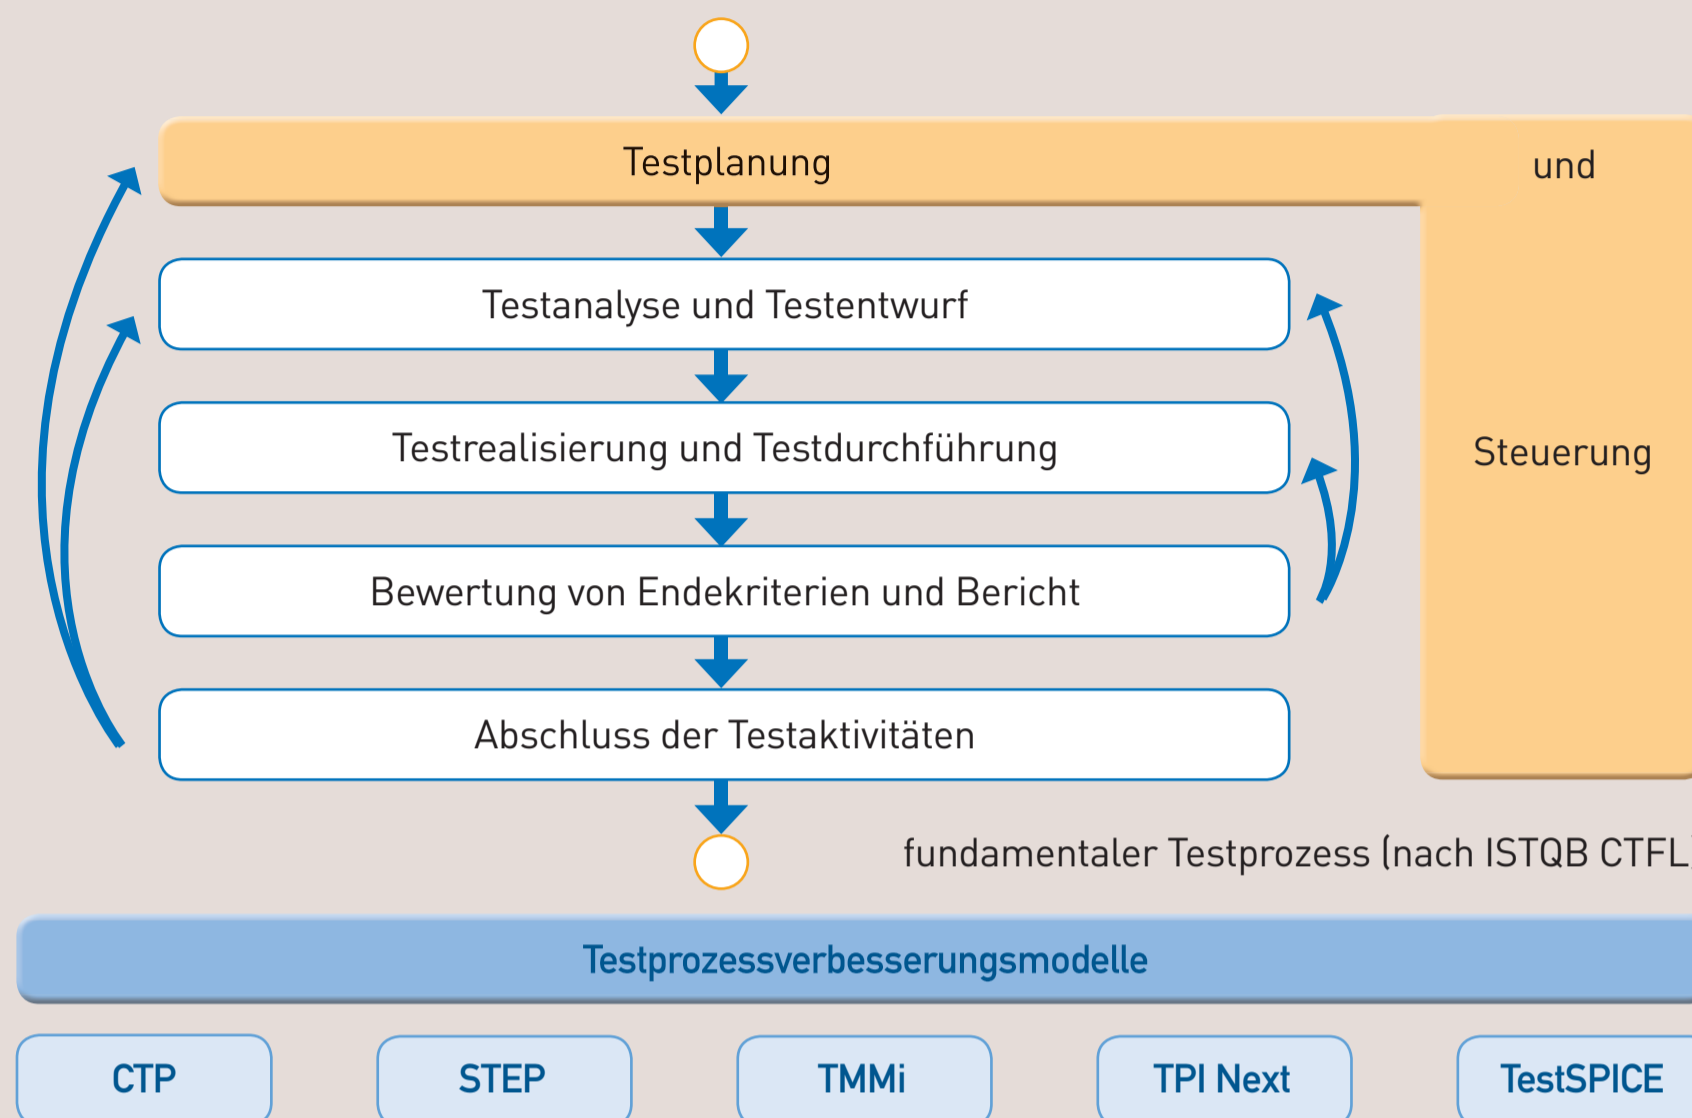 Testplanung und
Testanalyse und Testentwurf
Testrealisierung und Testdurchführung
Steuerung
Bewertung von Endekriterien und Bericht
Abschluss der Testaktivitäten
fundamentaler Testprozess (nach ISTQB CTFL)
Testprozessverbesserungsmodelle
CTP
STEP
TMMi
TPI Next
TestSPICE